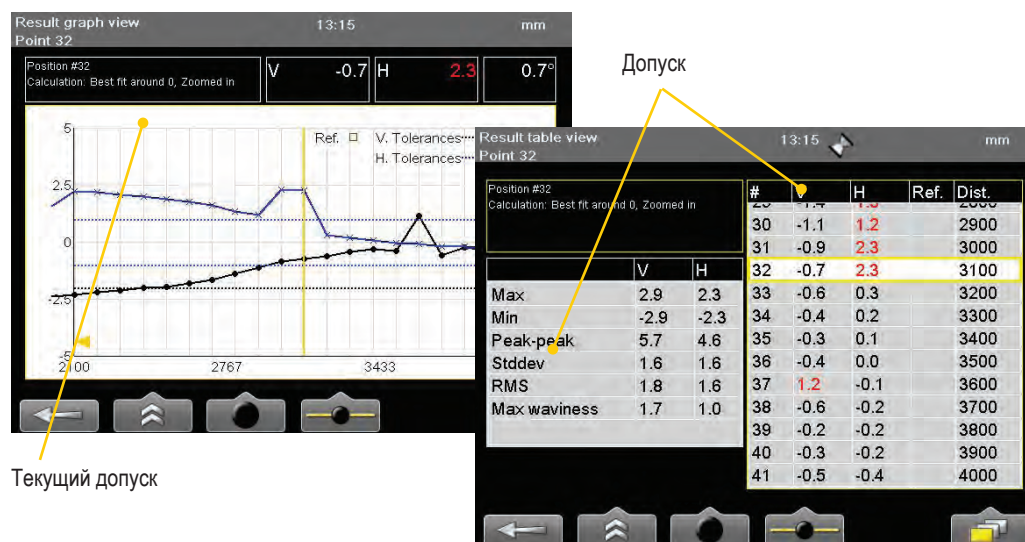 Result graph view 13:15 mm
Point 32
Position #32
Calculation: Best fit around 0, Zoomed in
V -0.7 H 2.3 0.7°
Ref. V. Tolerances
H. Tolerances
5
2.5
0
-2.5
-5
2100 2767 3433
Текущий допуск
Допуск
Result table view 13:15 mm
Point 32
Position #32
Calculation: Best fit around 0, Zoomed in
V H
Max 2.9 2.3
Min -2.9 -2.3
Peak-peak 5.7 4.6
Stddev 1.6 1.6
RMS 1.8 1.6
Max waviness 1.7 1.0
# V H Ref. Dist.
30 -1.1 1.2 2900
31 -0.9 2.3 3000
32 -0.7 2.3 3100
33 -0.6 0.3 3200
34 -0.4 0.2 3300
35 -0.3 0.1 3400
36 -0.4 0.0 3500
37 1.2 -0.1 3600
38 -0.6 -0.2 3700
39 -0.2 -0.2 3800
40 -0.3 -0.2 3900
41 -0.5 -0.4 4000